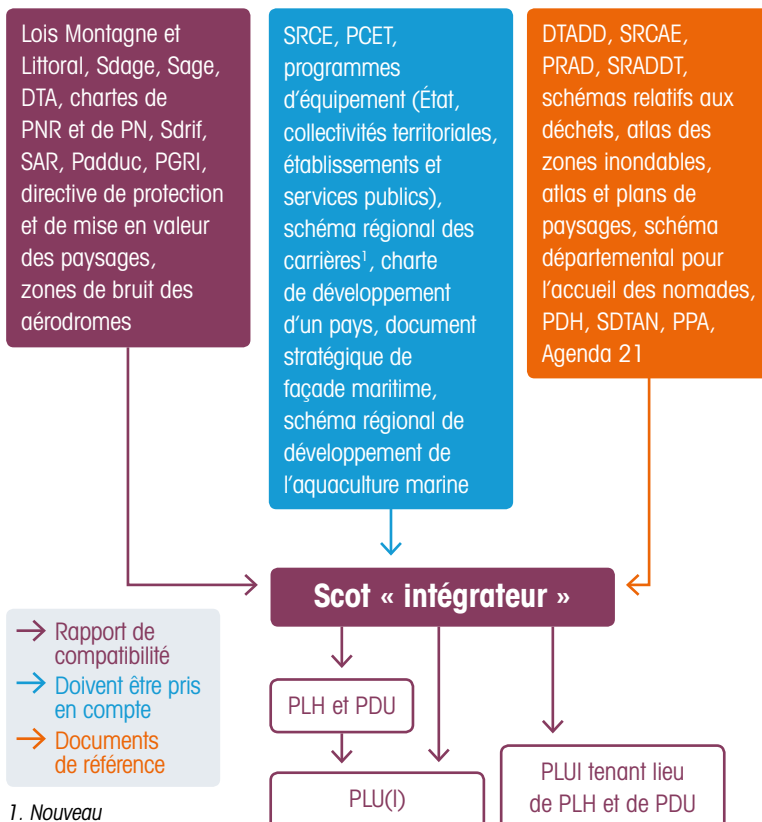 Lois Montagne et
Littoral, Sdage, Sage,
DTA, chartes de
PNR et de PN, Sdrif,
SAR, Padduc, PGRI,
directive de protection
et de mise en valeur
des paysages,
zones de bruit des
aérodromes
SRCE, PCET,
programmes
d'équipement (État,
collectivités territoriales,
établissements et
services publics),
schéma régional des
carrières¹, charte
de développement
d'un pays, document
stratégique de
façade maritime,
schéma régional de
développement de
l'aquaculture marine
DTADD, SRCAE,
PRAD, SRADDT,
schémas relatifs aux
déchets, atlas des
zones inondables,
atlas et plans de
paysages, schéma
départemental pour
l'accueil des nomades,
PDH, SDTAN, PPA,
Agenda 21
Scot « intégrateur »
Rapport de
compatibilité
Doivent être pris
en compte
Documents
de référence
1. Nouveau
PLH et PDU
PLU(I)
PLUI tenant lieu
de PLH et de PDU